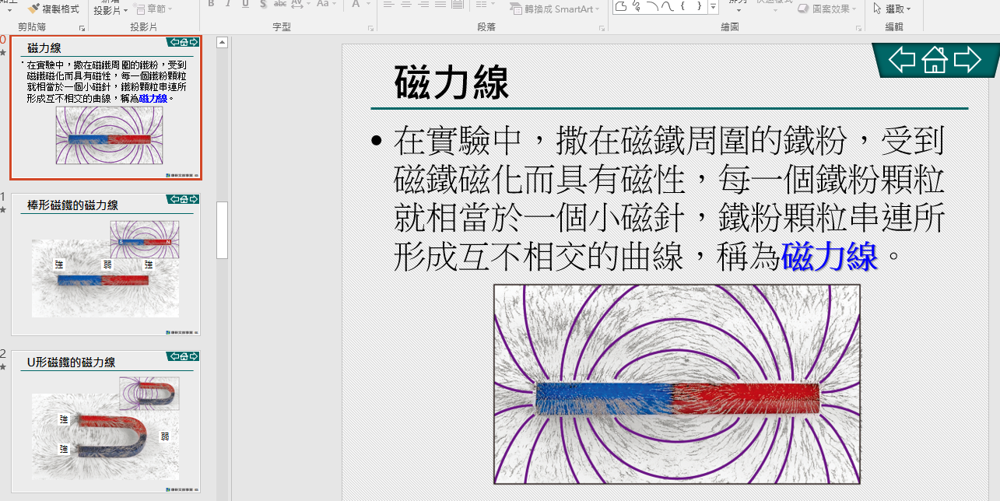 複製格式
投影片
章節
剪貼簿
投影片
B I U S abc AV Aa A
字型
轉換成 SmartArt
段落
圖案效果
繪圖
選取
編輯
磁力線
在實驗中，撒在磁鐵周圍的鐵粉，受到
磁鐵磁化而具有磁性，每一個鐵粉顆粒
就相當於一個小磁針，鐵粉顆粒串連所
形成互不相交的曲線，稱為磁力線。
1
棒形磁鐵的磁力線
強
弱
強
2
U形磁鐵的磁力線
強
弱
強
磁力線
• 在實驗中，撒在磁鐵周圍的鐵粉，受到
磁鐵磁化而具有磁性，每一個鐵粉顆粒
就相當於一個小磁針，鐵粉顆粒串連所
形成互不相交的曲線，稱為磁力線。